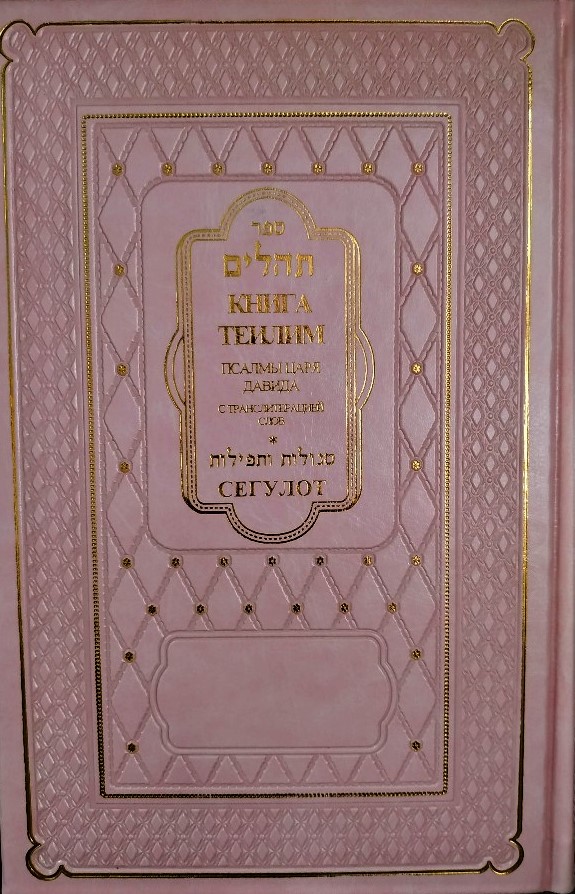 ספר
תהלים
КНИГА
ТЕИЛИМ
ПСАЛМЫ ЦАРЯ
ДАВИДА
С ТРАНСЛИТЕРАЦИЕЙ
СЛОВ
*
סגולות ותפילות
СЕГУЛОТ